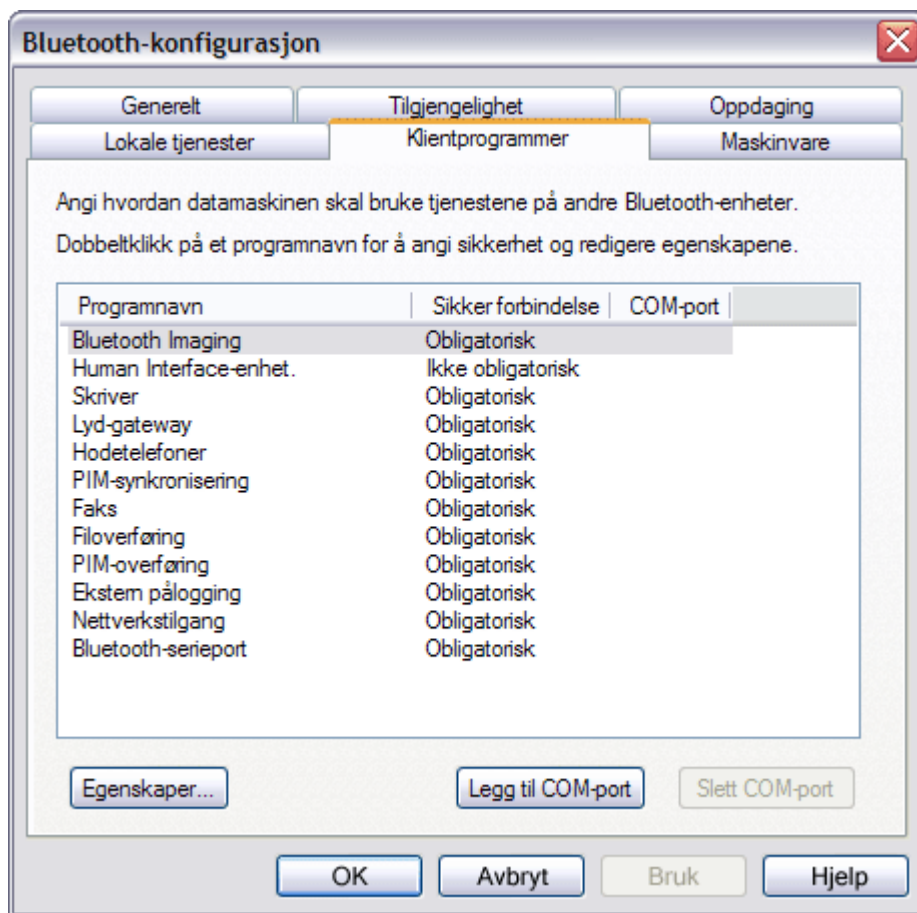 Bluetooth-konfigurasjon
Generelt Tilgjengelighet Oppdaging
Lokale tjenester Klientprogrammer Maskinvare
Angi hvordan datamaskinen skal bruke tjenestene på andre Bluetooth-enheter.
Dobbeltklikk på et programnavn for å angi sikkerhet og redigere egenskapene.
Programnavn Sikker forbindelse COM-port
Bluetooth Imaging Obligatorisk
Human Interface-enhet. Ikke obligatorisk
Skriver Obligatorisk
Lyd-gateway Obligatorisk
Hodetelefoner Obligatorisk
PIM-synkronisering Obligatorisk
Faks Obligatorisk
Filoverføring Obligatorisk
PIM-overføring Obligatorisk
Ekstern pålogging Obligatorisk
Nettverkstilgang Obligatorisk
Bluetooth-serieport Obligatorisk
Egenskaper... Legg til COM-port Slett COM-port
OK Avbryt Bruk Hjelp